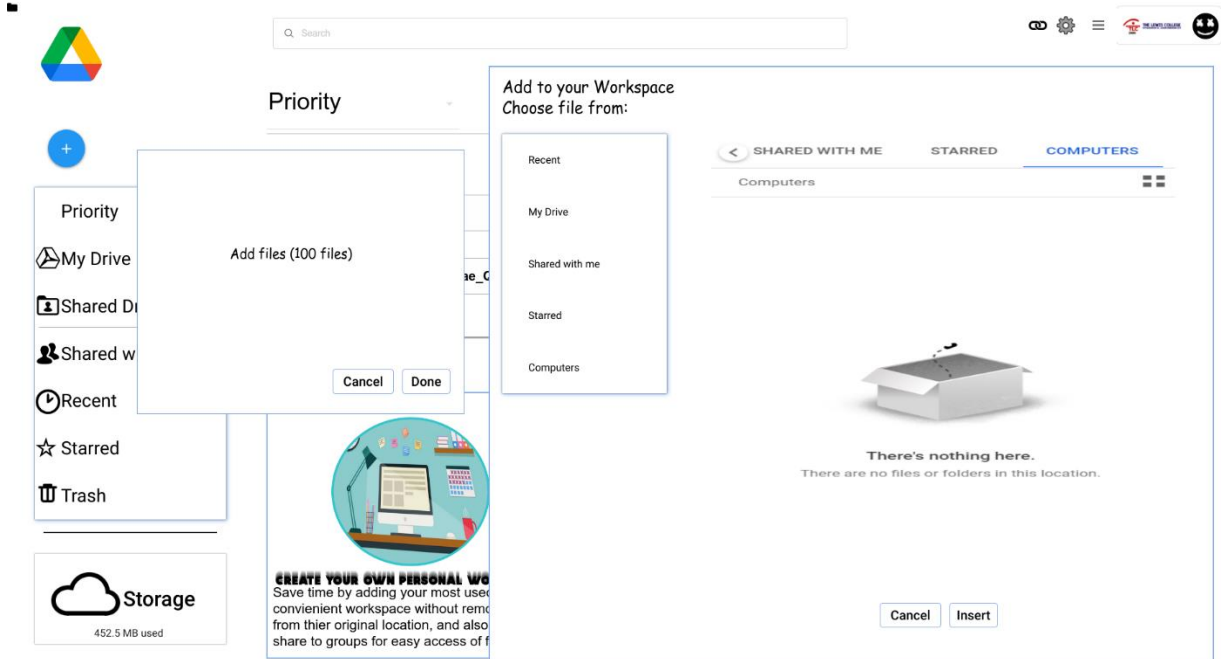 Search
THE LEWIS COLLEGE
Priority
Add to your Workspace
Choose file from:
+
Recent
My Drive
Shared with me
Starred
Computers
SHARED WITH ME
STARRED
COMPUTERS
Computers
There's nothing here.
There are no files or folders in this location.
Cancel
Insert
Add files (100 files)
Cancel
Done
Priority
My Drive
Shared Dr
Shared w
Recent
Starred
Trash
Storage
452.5 MB used
CREATE YOUR OWN PERSONAL WO
Save time by adding your most used
convienient workspace without remo
from thier original location, and also
share to groups for easy access of f